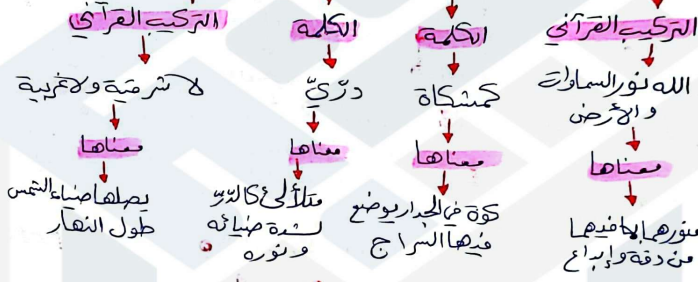 التركيب القرآني
الله نور السماوات
والأرض
معناها
منورهما بما فيهما
من دقة وإبداع
الكلمة
كمشكاة
معناها
كوة في الجدار يوضع
فيها السراج
الكلمة
درّيّ
معناها
متلألئ كالدّرّ
لشدة ضيائه
ونوره
التركيب القرآني
لا شرقية ولا غربية
معناها
يصلها ضياء الشمس
طول النهار